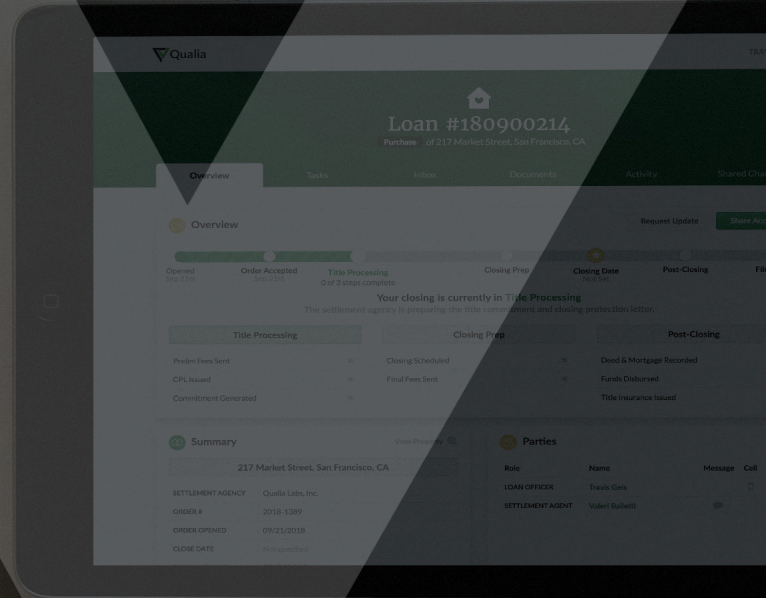 Qualia
Loan #180900214
Purchase of 217 Market Street, San Francisco, CA
Overview Tasks Inbox Documents Activity
Overview Request Update
Opened Order Accepted Title Processing Closing Prep Closing Date Post-Closing
0 of 3 steps complete
Your closing is currently in Title Processing
The settlement agency is preparing the title commitment and closing protection letter.
Title Processing Closing Prep Post-Closing
Prelim Fees Sent Closing Scheduled Deed & Mortgage Recorded
CPL Issued Final Fees Sent Funds Disbursed
Commitment Generated Title Insurance Issued
Summary View Property Parties
217 Market Street, San Francisco, CA Role Name Message Cell
SETTLEMENT AGENCY Qualia Labs, Inc. LOAN OFFICER Travis
ORDER # 2018-1389 SETTLEMENT AGENT
ORDER OPENED 09/21/2018
CLOSE DATE Not specified